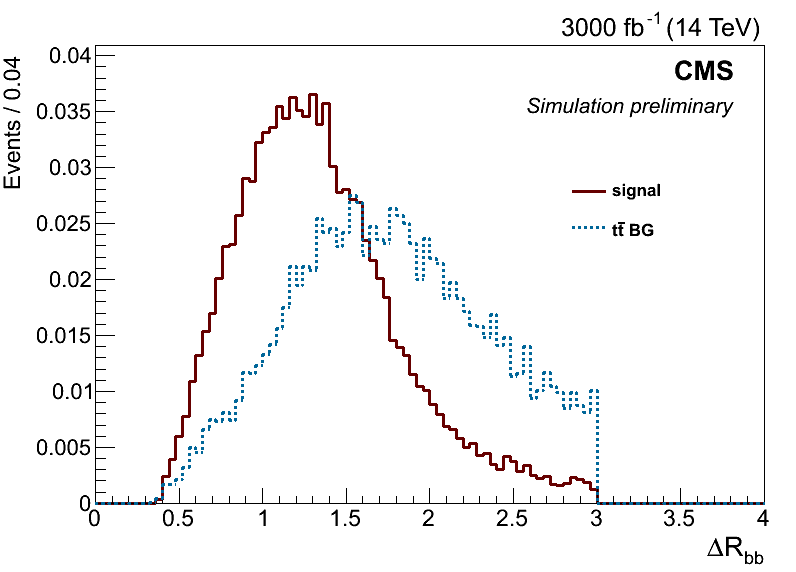 3000 fb⁻¹ (14 TeV)
CMS
Simulation preliminary
Events / 0.04
0.04
0.035
0.03
0.025
0.02
0.015
0.01
0.005
0
signal
tt̄ BG
0 0.5 1 1.5 2 2.5 3 3.5 4
ΔR_bb